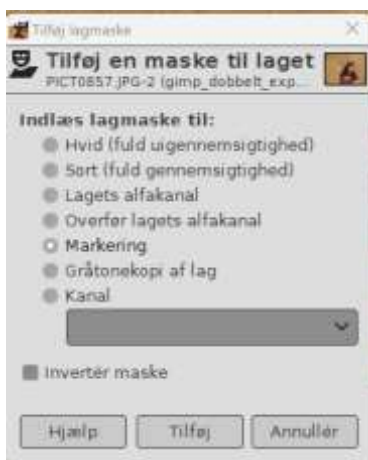 Tilføj lagmaske
Tilføj en maske til laget
PICT0857.JPG-2 (gimp_dobbelt_exp...
Indlæs lagmaske til:
Hvid (fuld uigennemsigtighed)
Sort (fuld gennemsigtighed)
Lagets alfakanal
Overfør lagets alfakanal
Markering
Gråtonekopi af lag
Kanal
Invertér maske
Hjælp Tilføj Annullér